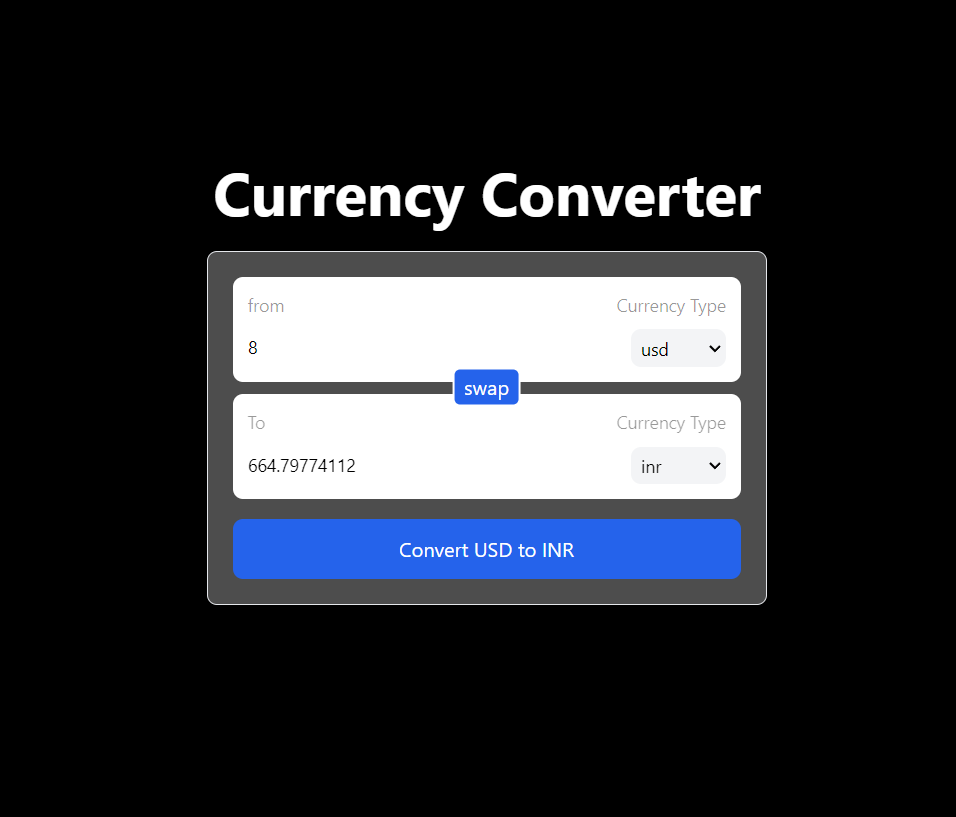 Currency Converter
from Currency Type
8 usd
swap
To Currency Type
664.79774112 inr
Convert USD to INR